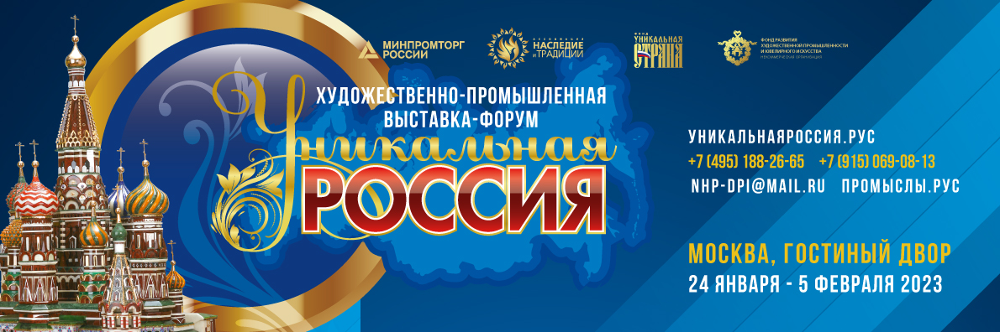 МИНПРОМТОРГ
РОССИИ
АССОЦИАЦИЯ
НАСЛЕДИЕ
И ТРАДИЦИИ
ФОНД
УНИКАЛЬНАЯ
СТРАНА
ФОНД РАЗВИТИЯ
ХУДОЖЕСТВЕННОЙ ПРОМЫШЛЕННОСТИ
И ЮВЕЛИРНОГО ИСКУССТВА
НЕКОММЕРЧЕСКАЯ ОРГАНИЗАЦИЯ
ХУДОЖЕСТВЕННО-ПРОМЫШЛЕННАЯ
ВЫСТАВКА-ФОРУМ
Уникальная
РОССИЯ
УНИКАЛЬНАЯРОССИЯ.РУС
+7 (495) 188-26-65 +7 (915) 069-08-13
NHP-DPI@MAIL.RU ПРОМЫСЛЫ.РУС
МОСКВА, ГОСТИНЫЙ ДВОР
24 ЯНВАРЯ - 5 ФЕВРАЛЯ 2023